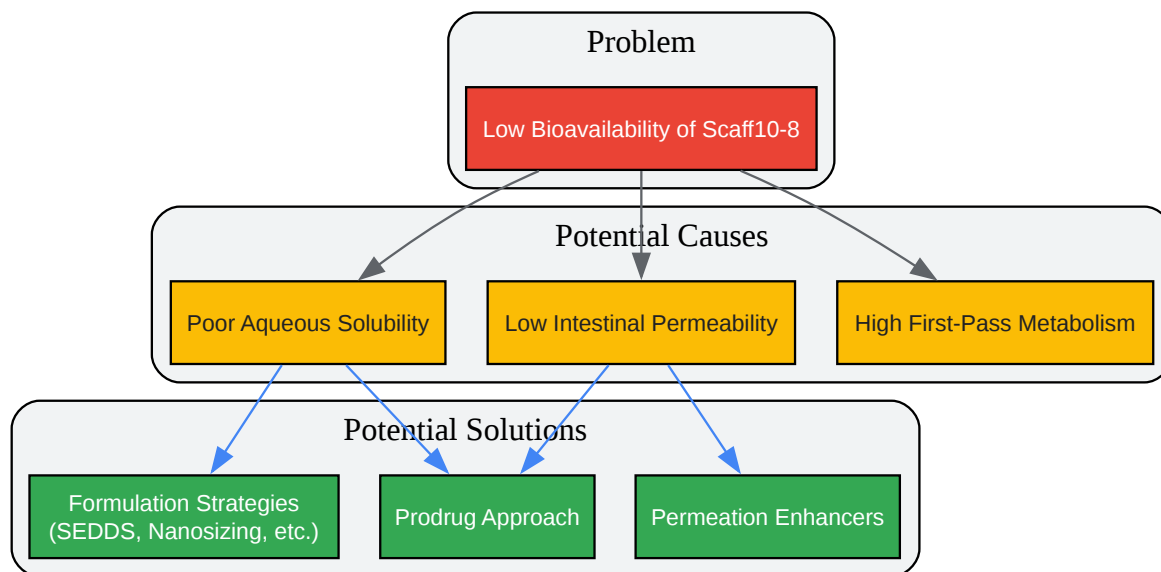 Problem
Low Bioavailability of Scaff10-8
Potential Causes
Poor Aqueous Solubility
Low Intestinal Permeability
High First-Pass Metabolism
Potential Solutions
Formulation Strategies
(SEDDS, Nanosizing, etc.)
Prodrug Approach
Permeation Enhancers